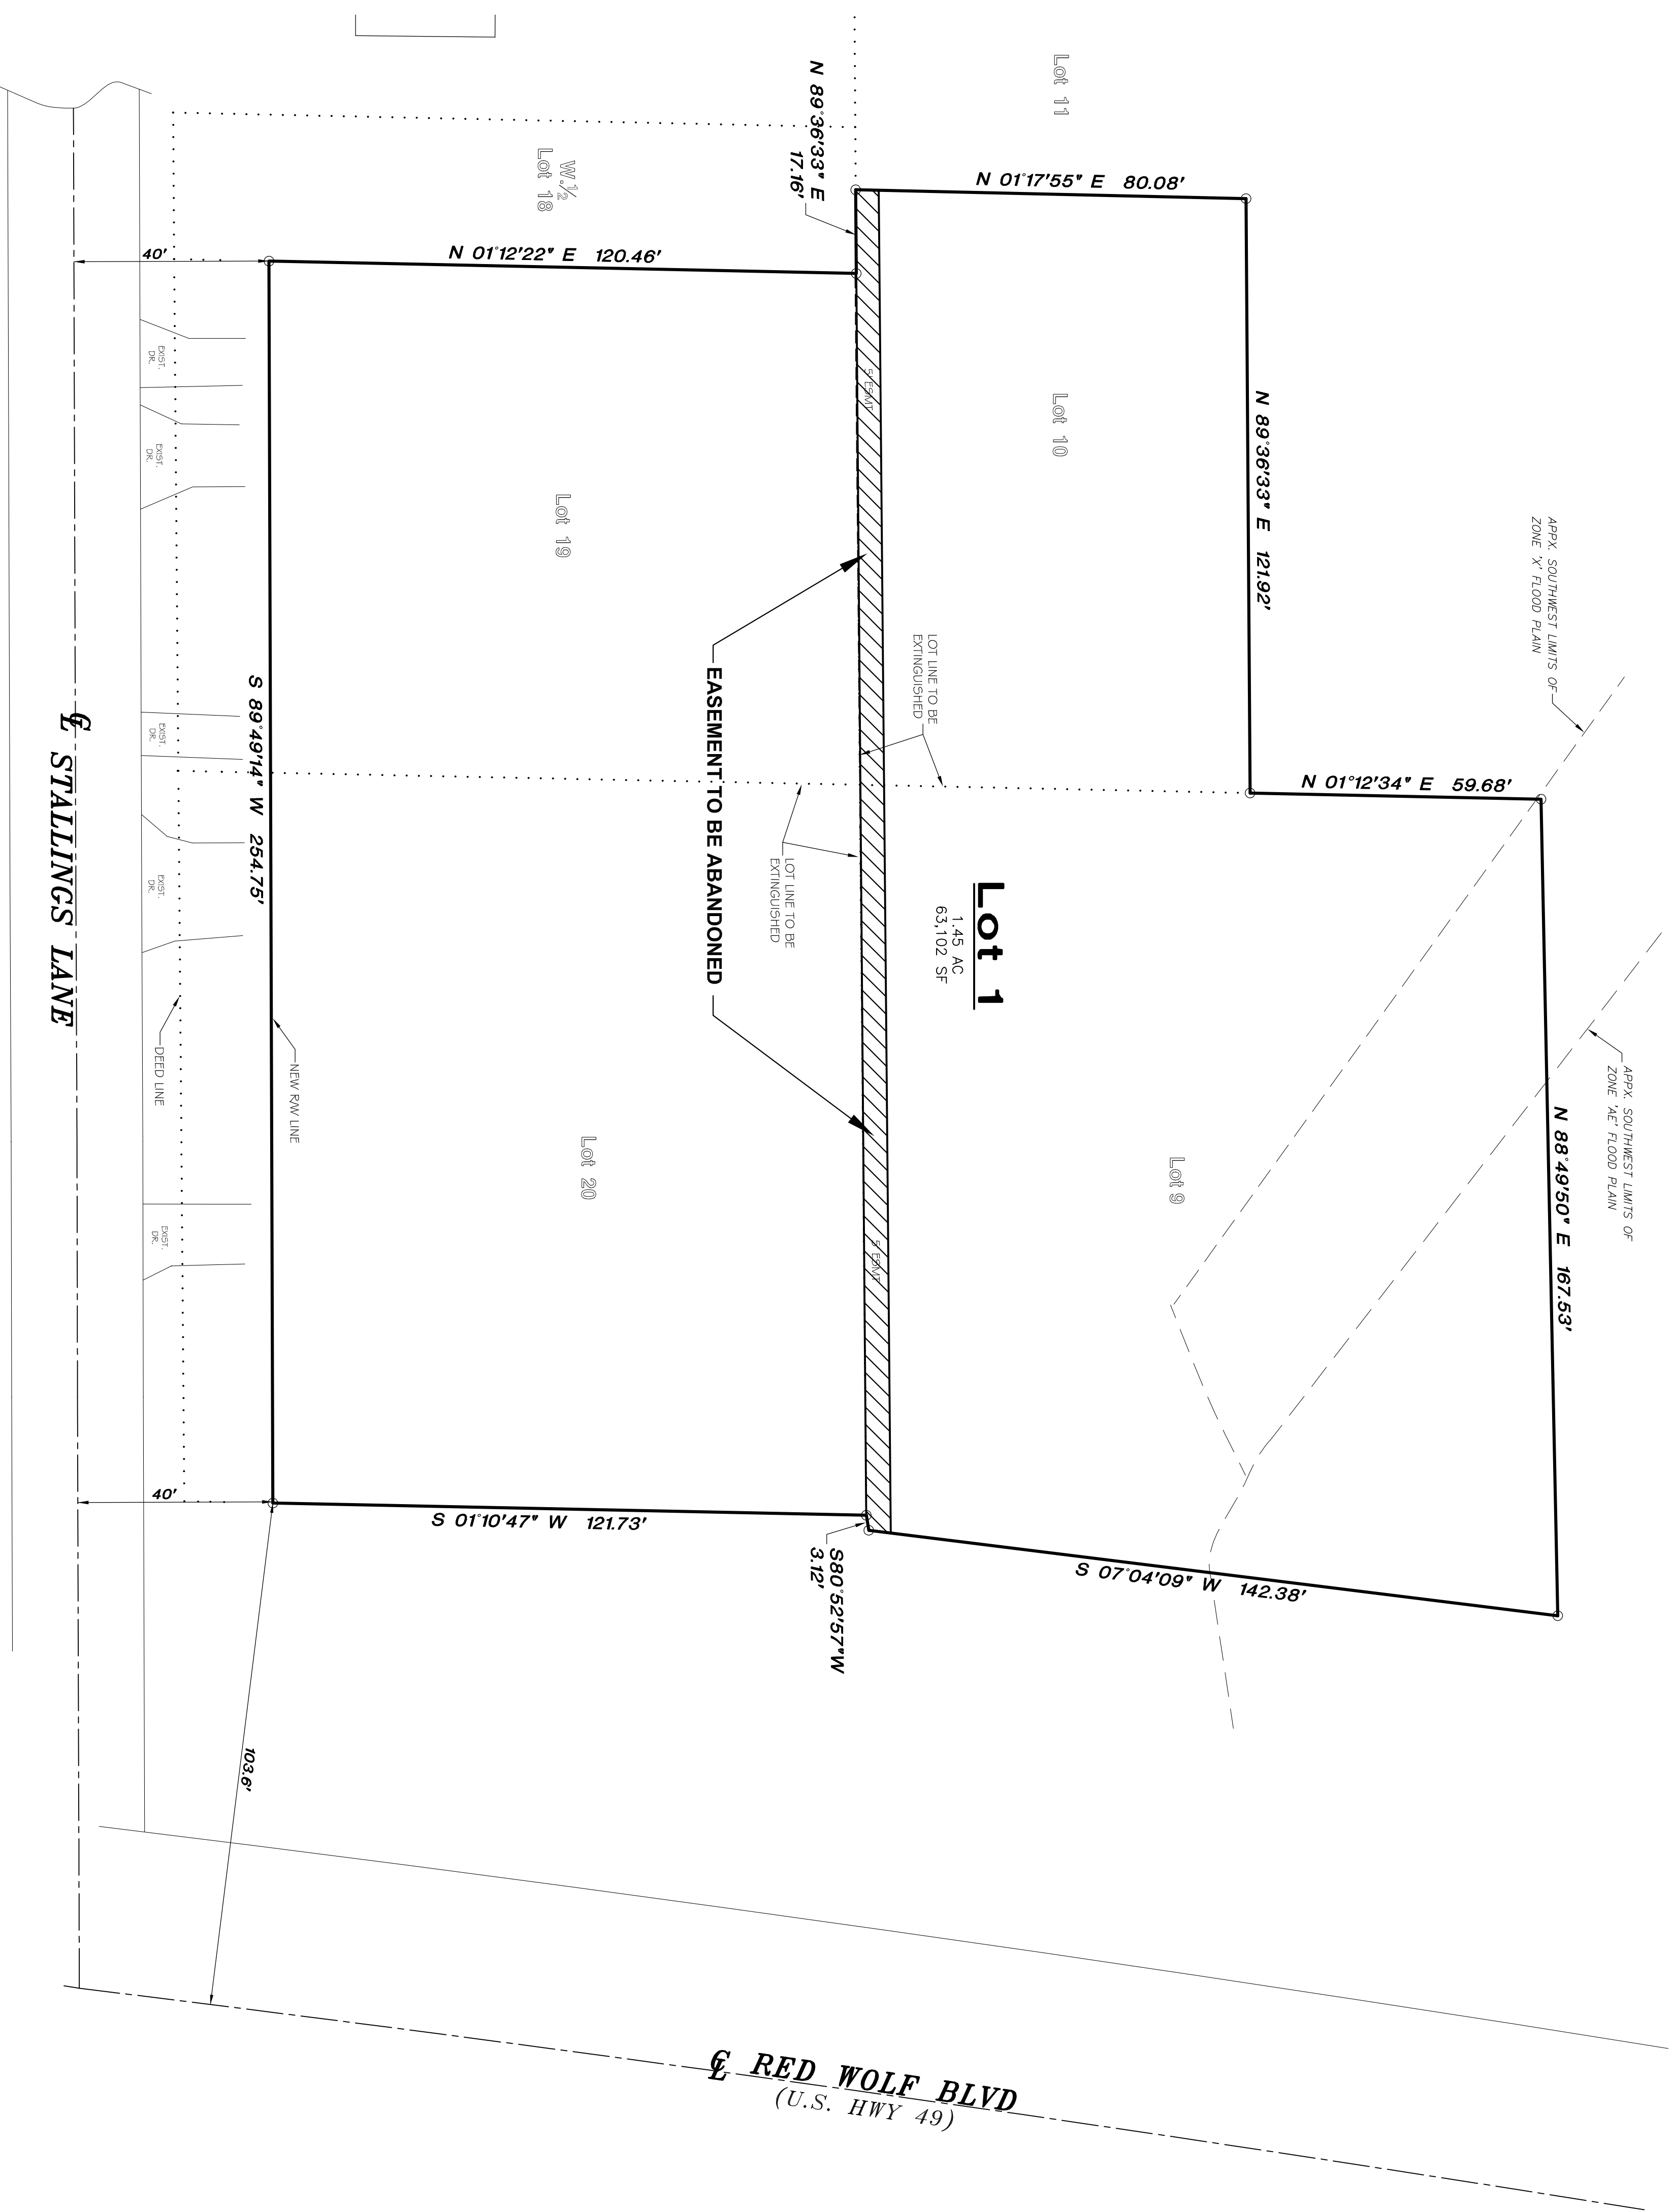 Lot 11
N 89°36'33" E
17.16'
N 01°17'55" E 80.08'
W.½
Lot 18
40'
N 01°12'22" E 120.46'
EXIST.
DR.
5' ESMT
Lot 10
N 89°36'33" E 121.92'
EXIST.
DR.
Lot 19
APPX. SOUTHWEST LIMITS OF
ZONE 'X' FLOOD PLAIN
LOT LINE TO BE
EXTINGUISHED
S 89°49'14" W 254.75'
EASEMENT TO BE ABANDONED
EXIST.
DR.
N 01°12'34" E 59.68'
℄ STALLINGS LANE
LOT LINE TO BE
EXTINGUISHED
Lot 1
1.45 AC
63,102 SF
EXIST.
DR.
DEED LINE
NEW R/W LINE
APPX. SOUTHWEST LIMITS OF
ZONE 'AE' FLOOD PLAIN
N 88°49'50" E 167.53'
Lot 20
Lot 9
EXIST.
DR.
5' ESMT
40'
S 01°10'47" W 121.73'
S80°52'57"W
3.12'
S 07°04'09" W 142.38'
103.6'
℄ RED WOLF BLVD
(U.S. HWY 49)